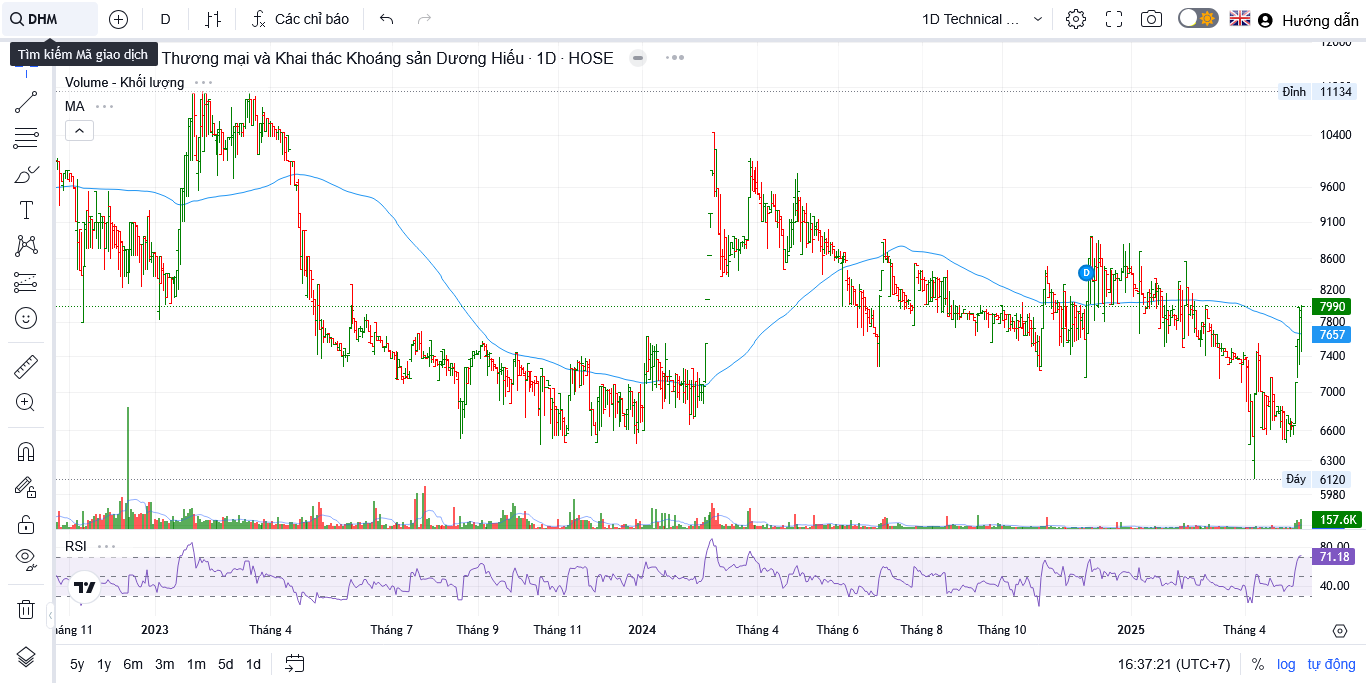 DHM
D
Các chỉ báo
1D Technical ...
Hướng dẫn
Tìm kiếm Mã giao dịch
Thương mại và Khai thác Khoáng sản Dương Hiếu · 1D · HOSE
Volume - Khối lượng
MA
12000
Đỉnh 11134
10400
9600
9100
8600
D
8200
7990
7800
7657
7400
7000
6600
6300
Đáy 6120
5980
157.6K
RSI
80.00
71.18
40.00
áng 11 2023 Tháng 4 Tháng 7 Tháng 9 Tháng 11 2024 Tháng 4 Tháng 6 Tháng 8 Tháng 10 2025 Tháng 4
5y 1y 6m 3m 1m 5d 1d
16:37:21 (UTC+7) % log tự động